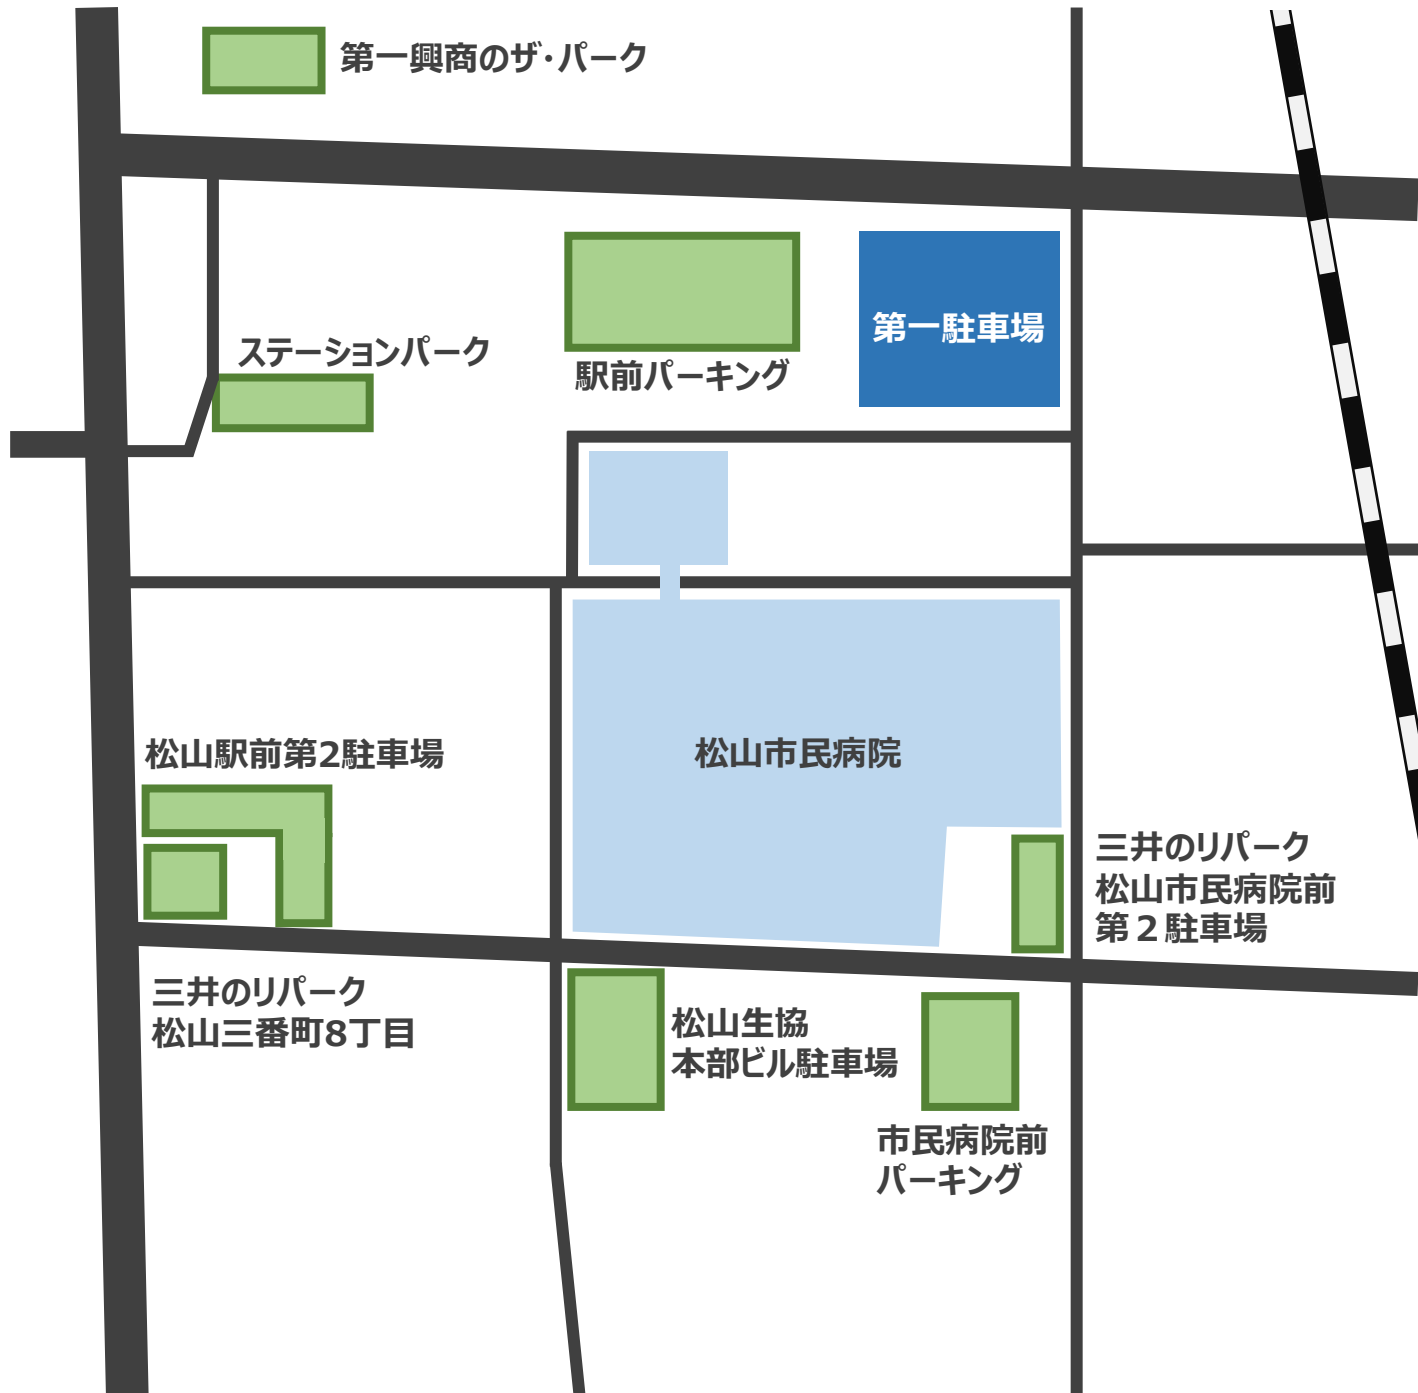 第一興商のザ・パーク
第一駐車場
ステーションパーク
駅前パーキング
松山駅前第2駐車場
松山市民病院
三井のリパーク
松山市民病院前
第２駐車場
三井のリパーク
松山三番町8丁目
松山生協
本部ビル駐車場
市民病院前
パーキング